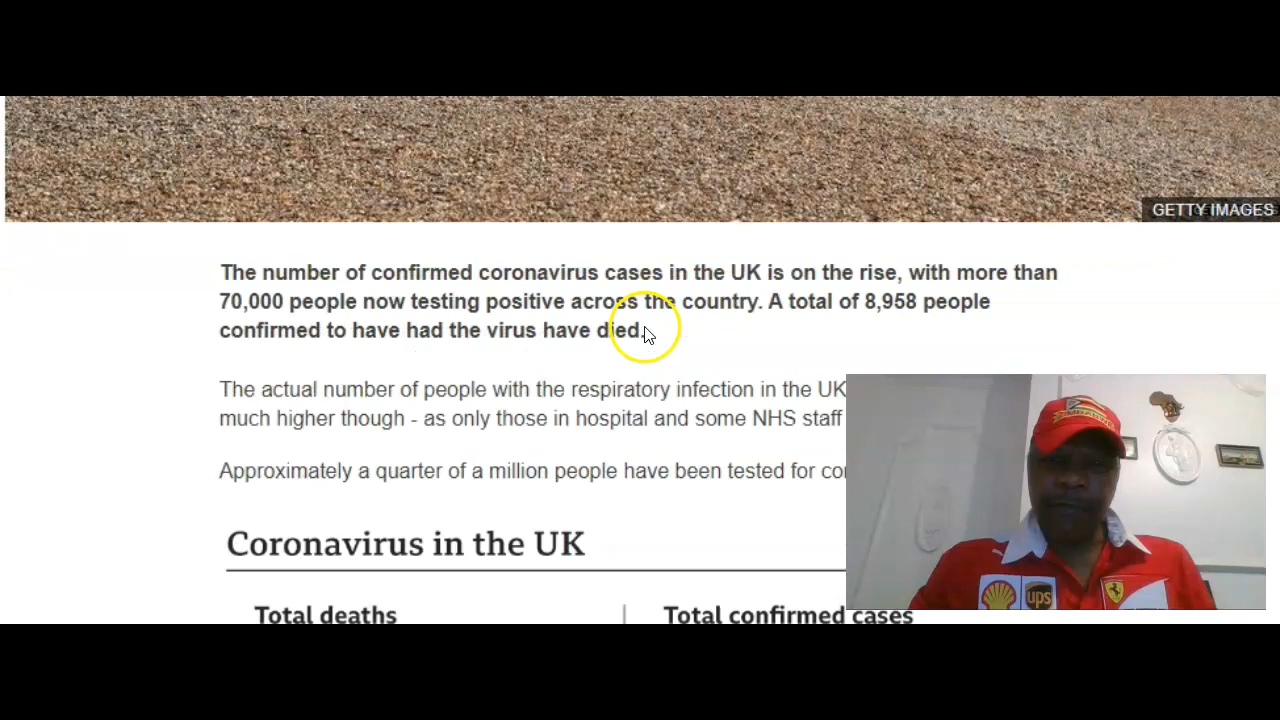 GETTY IMAGES
The number of confirmed coronavirus cases in the UK is on the rise, with more than
70,000 people now testing positive across the country. A total of 8,958 people
confirmed to have had the virus have died.
The actual number of people with the respiratory infection in the UK
much higher though - as only those in hospital and some NHS staff
Approximately a quarter of a million people have been tested for
Coronavirus in the UK
Total deaths
Total confirmed cases
ups